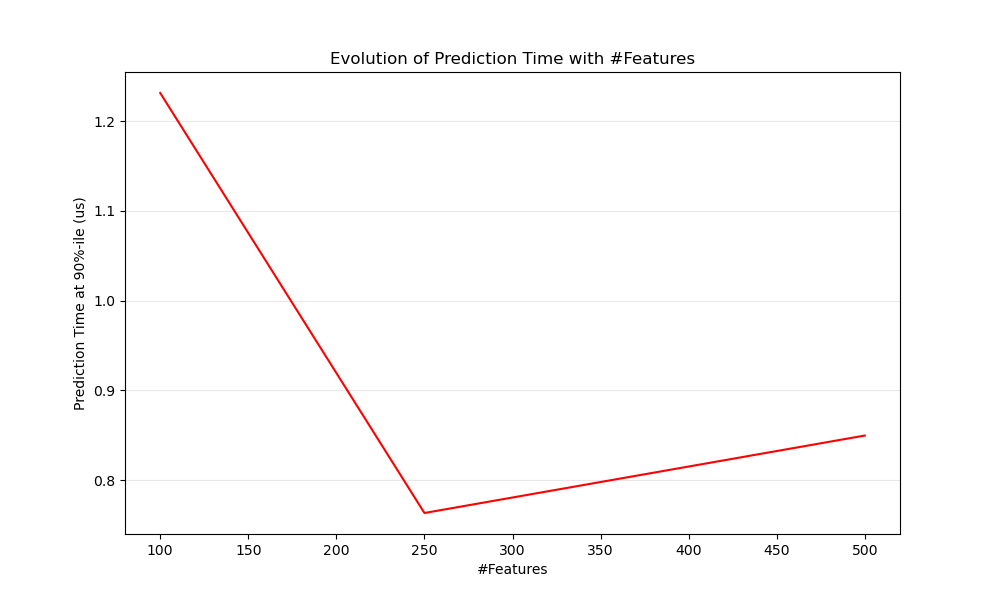 Evolution of Prediction Time with #Features
Prediction Time at 90%-ile (us)
1.2
1.1
1.0
0.9
0.8
100 150 200 250 300 350 400 450 500
#Features